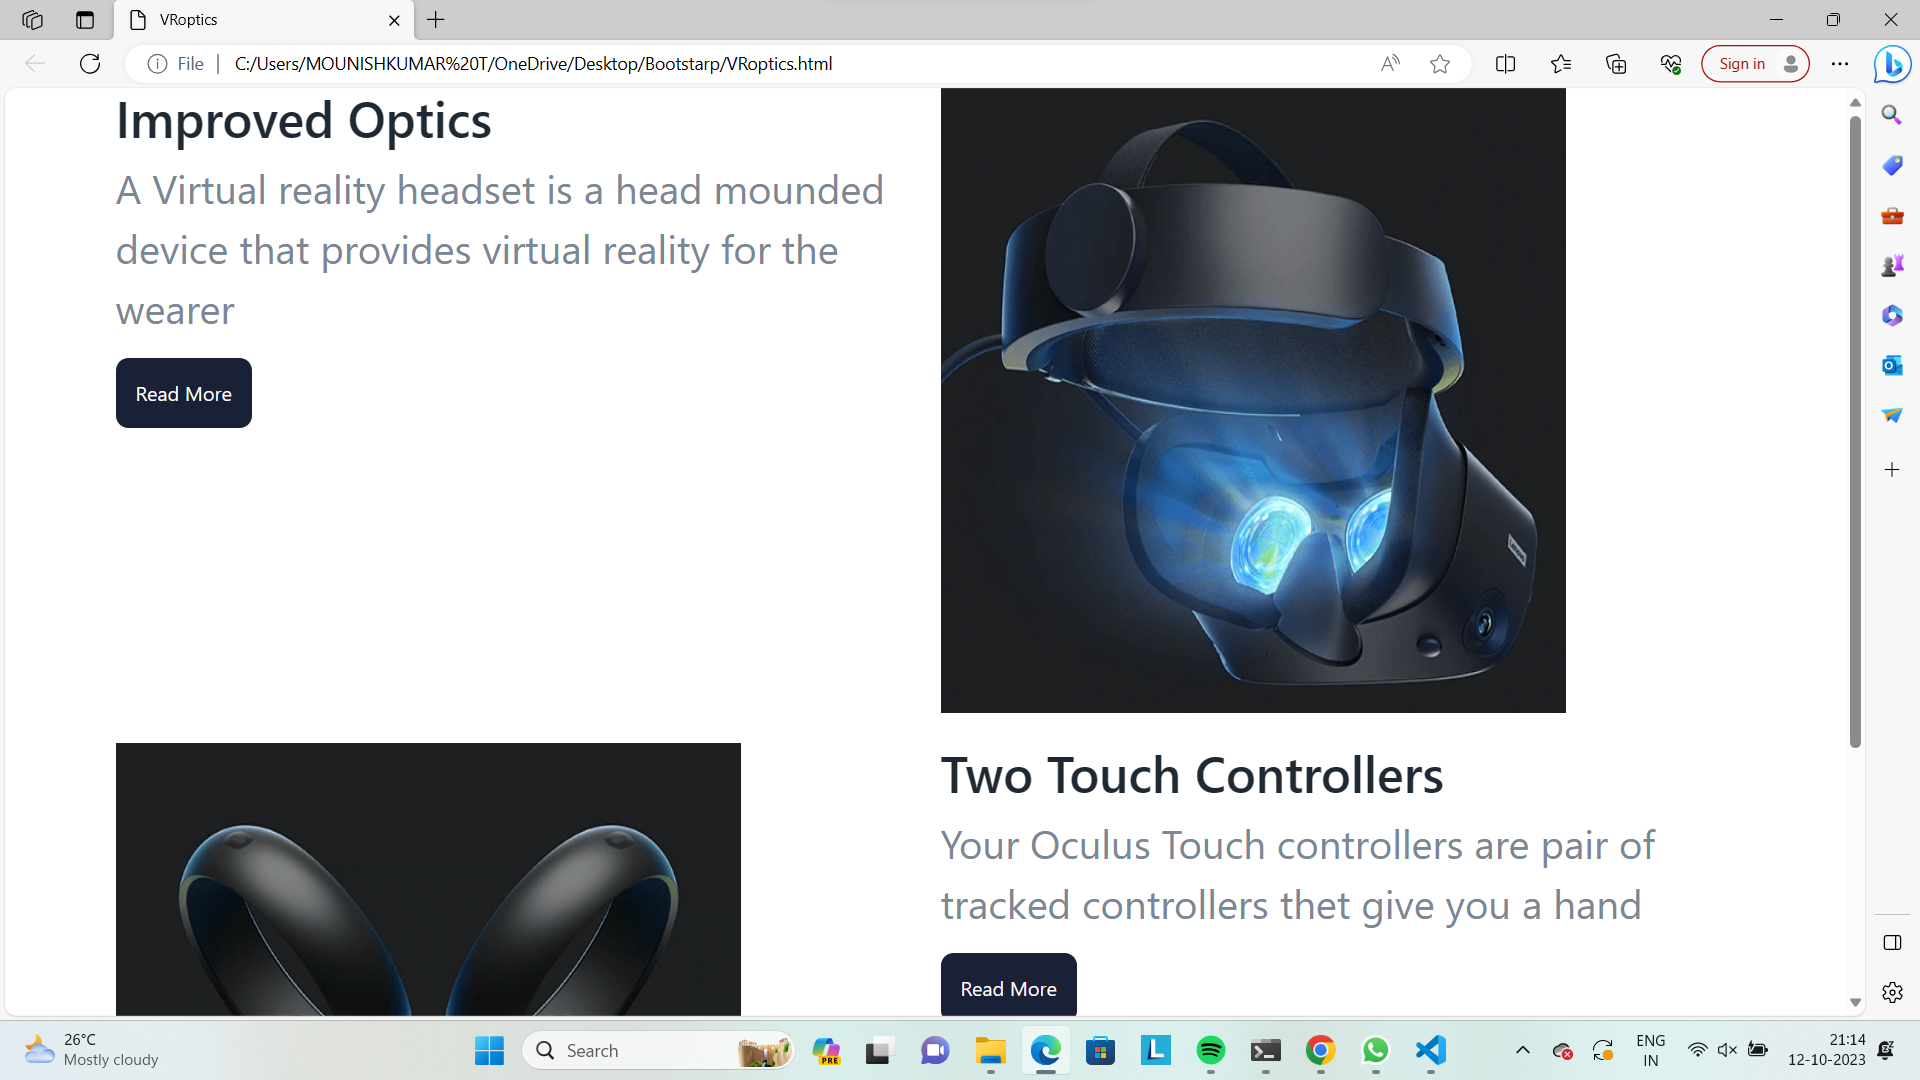 VRoptics
File
C:/Users/MOUNISHKUMAR%20T/OneDrive/Desktop/Bootstarp/VRoptics.html
Sign in
Improved Optics
A Virtual reality headset is a head mounded
device that provides virtual reality for the
wearer
Read More
Two Touch Controllers
Your Oculus Touch controllers are pair of
tracked controllers thet give you a hand
Read More
26°C
Mostly cloudy
Search
PRE
ENG
IN
21:14
12-10-2023